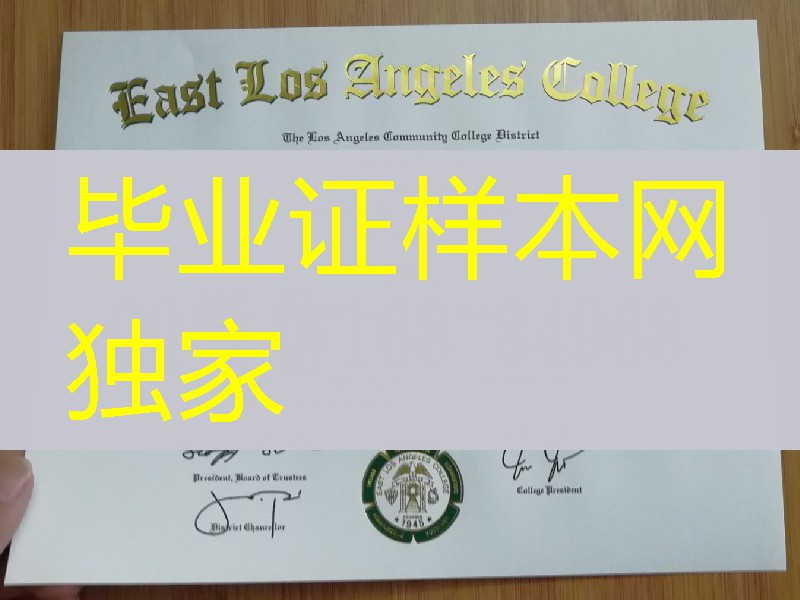 East Los Angeles College
The Los Angeles Community College District
毕业证样本网
独家
President, Board of Trustees
College President
District Chancellor
EAST LOS ANGELES COLLEGE
1945